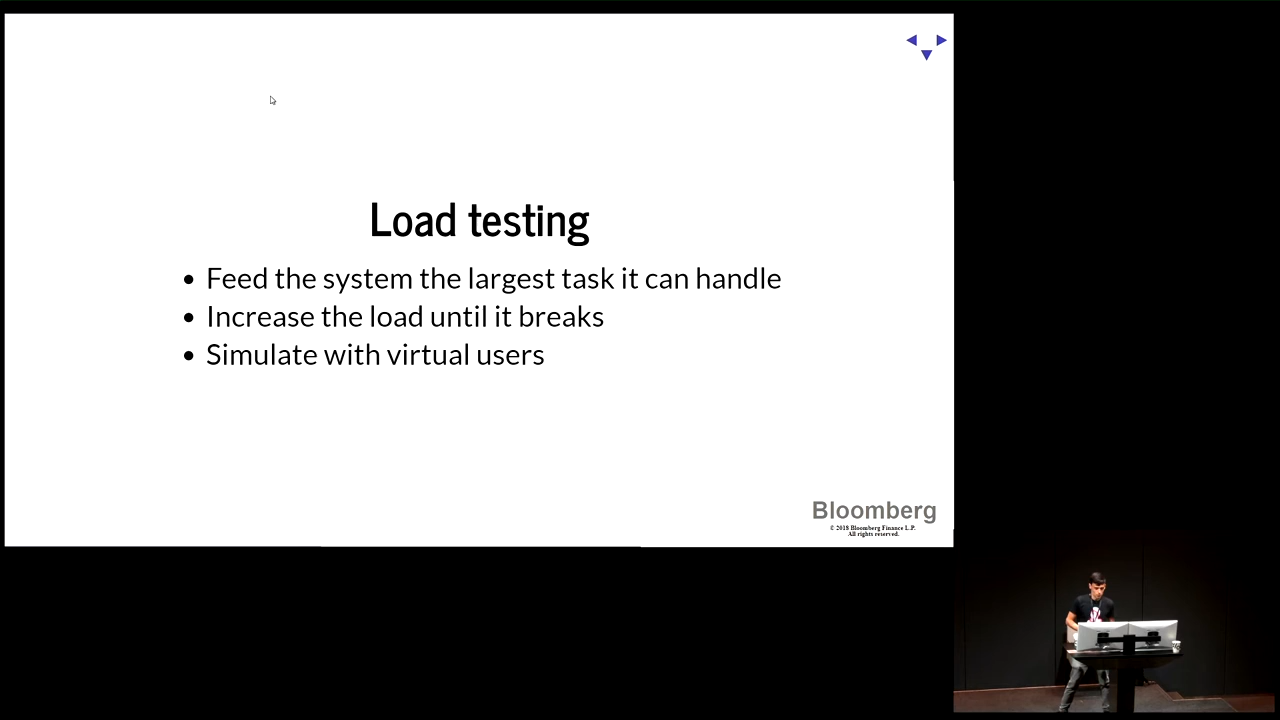 Load testing
• Feed the system the largest task it can handle
• Increase the load until it breaks
• Simulate with virtual users
Bloomberg
© 2018 Bloomberg Finance L.P.
All rights reserved.